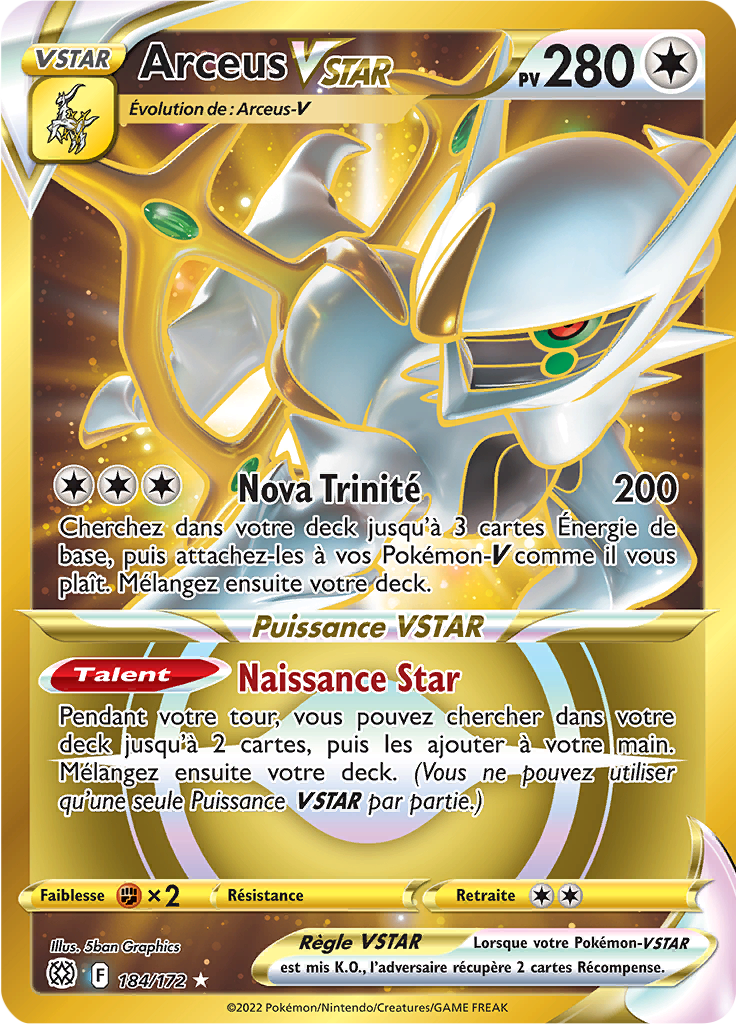 VSTAR
Arceus VSTAR
PV 280
Évolution de : Arceus-V
Nova Trinité 200
Cherchez dans votre deck jusqu'à 3 cartes Énergie de
base, puis attachez-les à vos Pokémon-V comme il vous
plaît. Mélangez ensuite votre deck.
Puissance VSTAR
Talent Naissance Star
Pendant votre tour, vous pouvez chercher dans votre
deck jusqu'à 2 cartes, puis les ajouter à votre main.
Mélangez ensuite votre deck. (Vous ne pouvez utiliser
qu'une seule Puissance VSTAR par partie.)
Faiblesse ×2 Résistance Retraite
Illus. 5ban Graphics
F 184/172
Règle VSTAR Lorsque votre Pokémon-VSTAR
est mis K.O., l'adversaire récupère 2 cartes Récompense.
©2022 Pokémon/Nintendo/Creatures/GAME FREAK